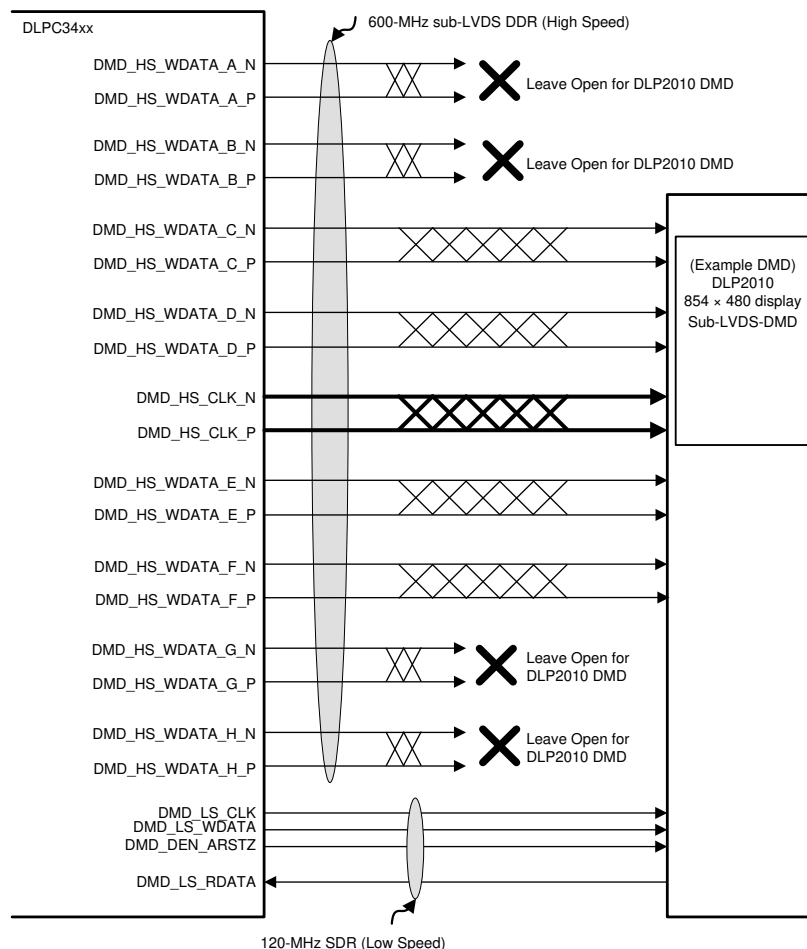 600-MHz sub-LVDS DDR (High Speed)
DLPC34xx
DMD_HS_WDATA_A_N
DMD_HS_WDATA_A_P
Leave Open for DLP2010 DMD
DMD_HS_WDATA_B_N
DMD_HS_WDATA_B_P
Leave Open for DLP2010 DMD
DMD_HS_WDATA_C_N
DMD_HS_WDATA_C_P
(Example DMD)
DLP2010
854 × 480 display
Sub-LVDS-DMD
DMD_HS_WDATA_D_N
DMD_HS_WDATA_D_P
DMD_HS_CLK_N
DMD_HS_CLK_P
DMD_HS_WDATA_E_N
DMD_HS_WDATA_E_P
DMD_HS_WDATA_F_N
DMD_HS_WDATA_F_P
DMD_HS_WDATA_G_N
DMD_HS_WDATA_G_P
Leave Open for
DLP2010 DMD
DMD_HS_WDATA_H_N
DMD_HS_WDATA_H_P
Leave Open for
DLP2010 DMD
DMD_LS_CLK
DMD_LS_WDATA
DMD_DEN_ARSTZ
DMD_LS_RDATA
120-MHz SDR (Low Speed)